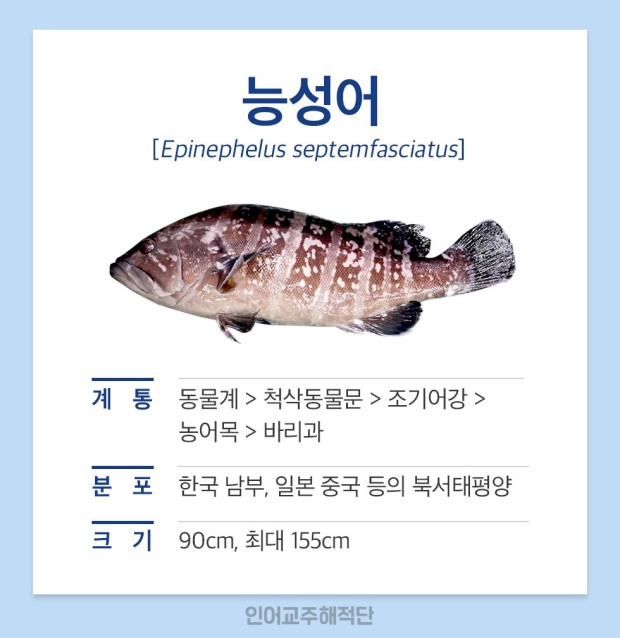 능성어
[Epinephelus septemfasciatus]
계 통 동물계 > 척삭동물문 > 조기어강 >
농어목 > 바리과
분 포 한국 남부, 일본 중국 등의 북서태평양
크 기 90cm, 최대 155cm
인어교주해적단